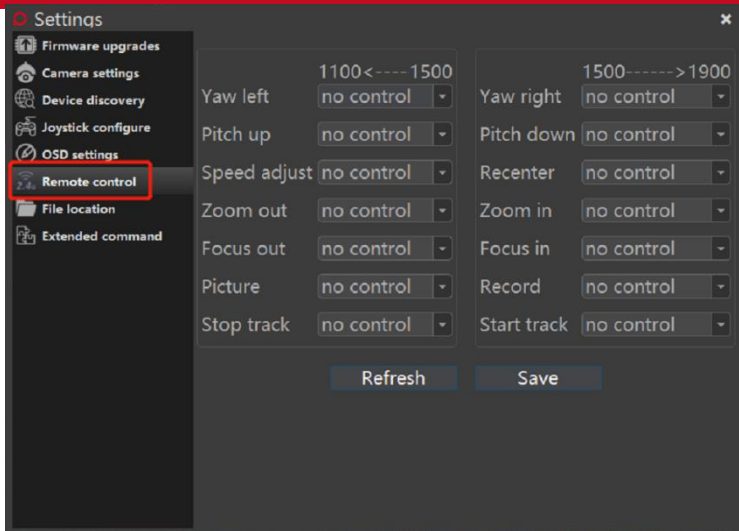 Settings
Firmware upgrades
Camera settings
Device discovery
Joystick configure
OSD settings
2.4G
Remote control
File location
Extended command
1100<----1500
Yaw left no control
Pitch up no control
Speed adjust no control
Zoom out no control
Focus out no control
Picture no control
Stop track no control
1500------>1900
Yaw right no control
Pitch down no control
Recenter no control
Zoom in no control
Focus in no control
Record no control
Start track no control
Refresh
Save